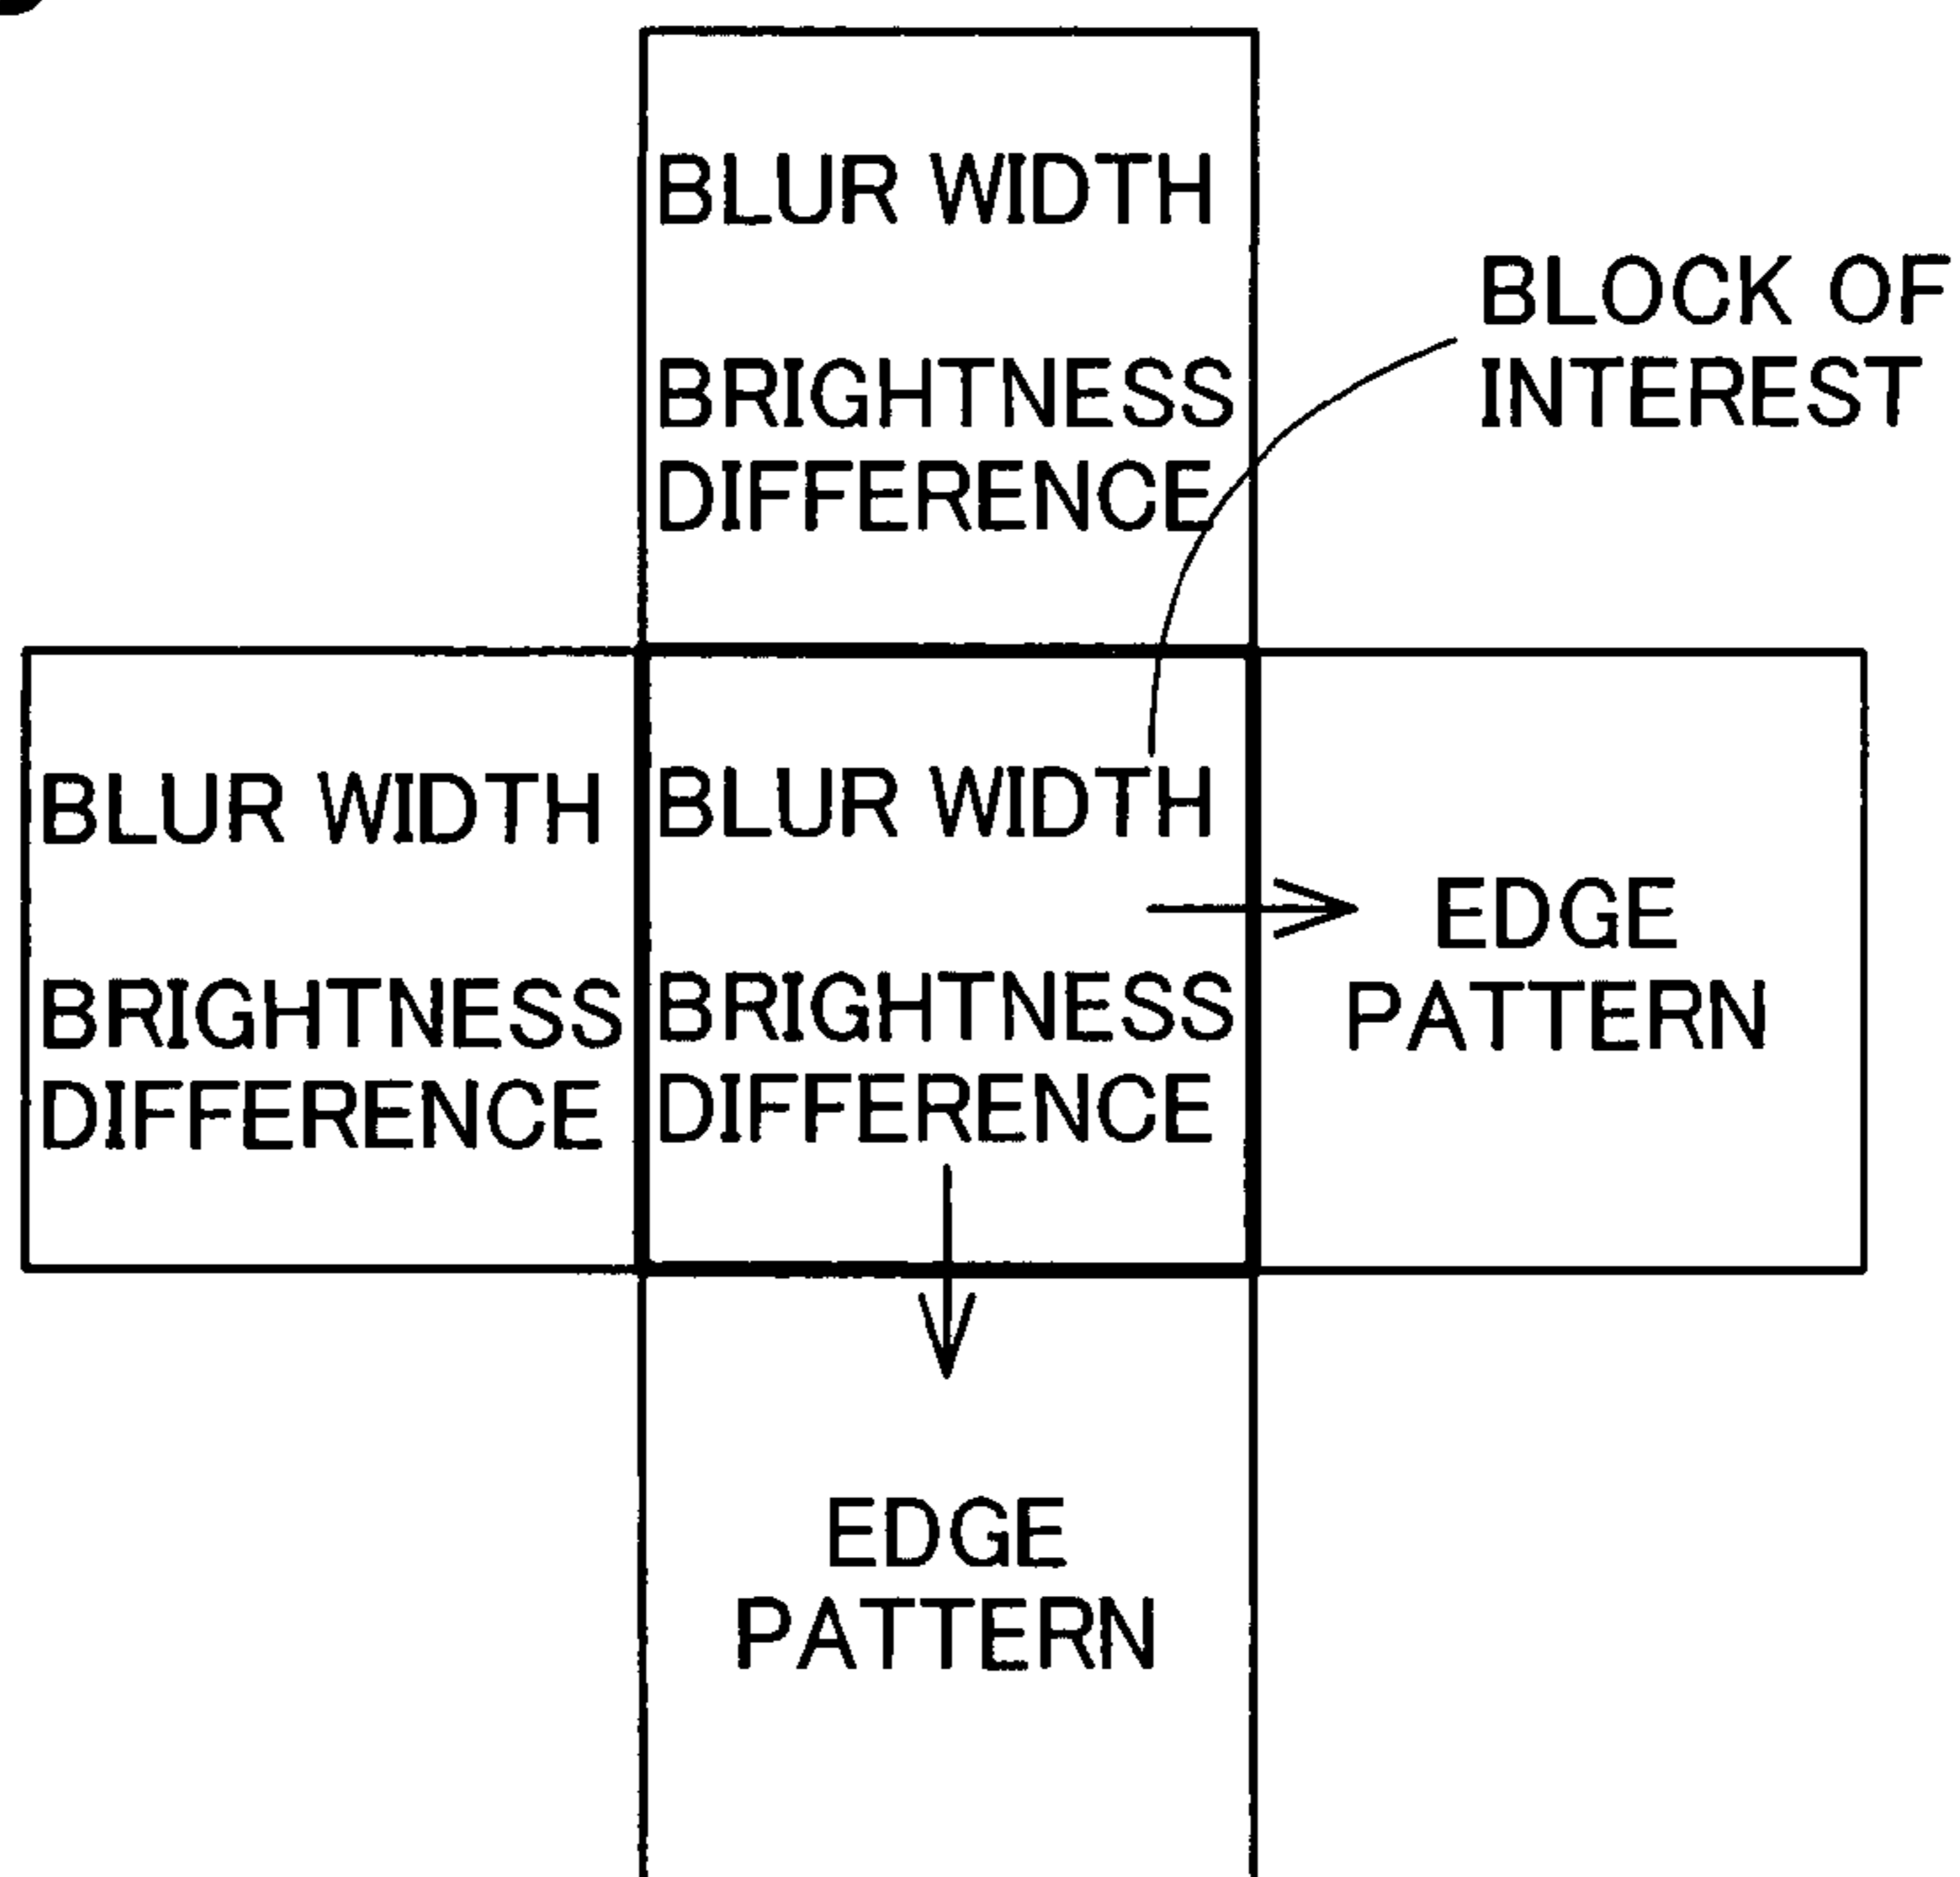 BLUR WIDTH
BRIGHTNESS
DIFFERENCE
BLOCK OF
INTEREST
BLUR WIDTH
BRIGHTNESS
DIFFERENCE
BLUR WIDTH
BRIGHTNESS
DIFFERENCE
EDGE
PATTERN
EDGE
PATTERN